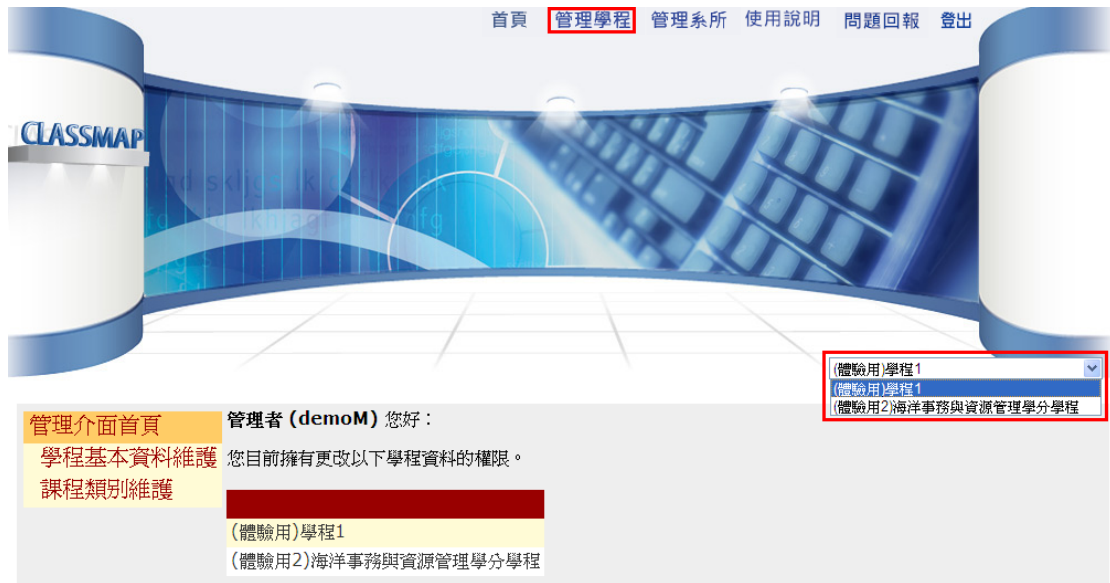 首頁 管理學程 管理系所 使用說明 問題回報 登出
CLASSMAP
(體驗用)學程1
(體驗用)學程1
(體驗用2)海洋事務與資源管理學分學程
管理介面首頁
學程基本資料維護
課程類別維護
管理者 (demoM) 您好：
您目前擁有更改以下學程資料的權限。
(體驗用)學程1
(體驗用2)海洋事務與資源管理學分學程